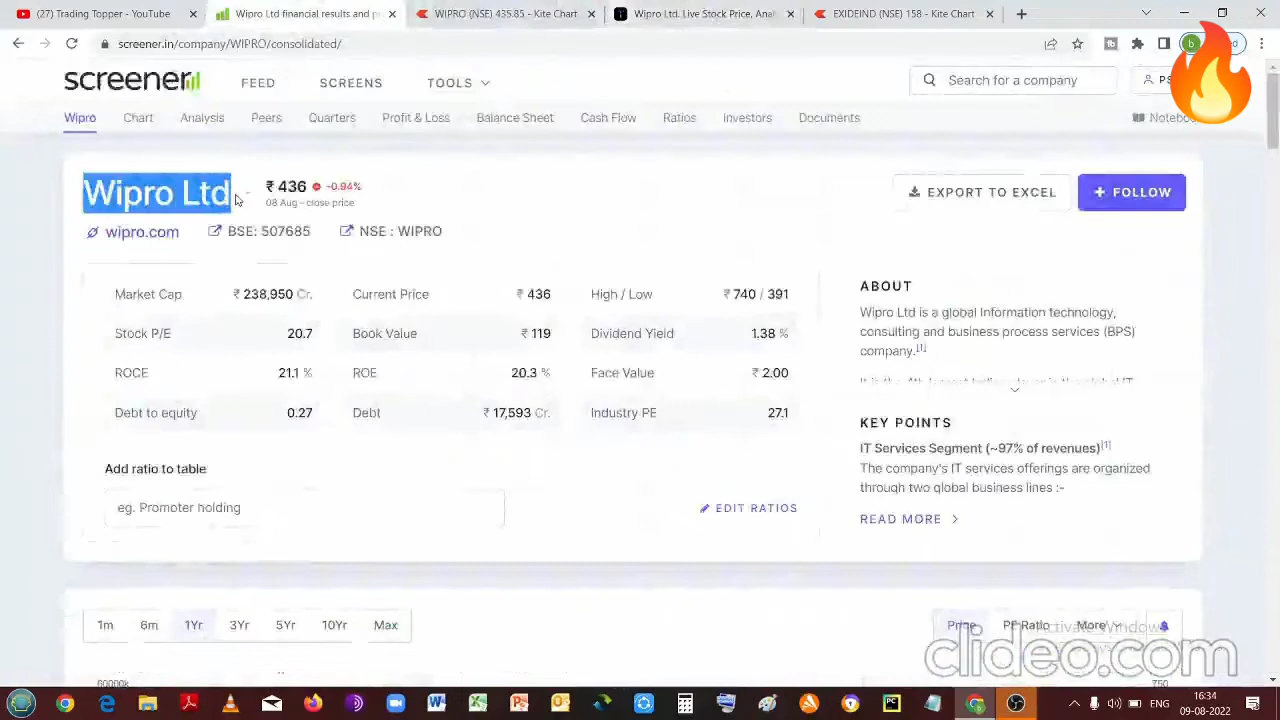 (27) Trading Topper - YouTube
Wipro Ltd financial results and p
WIPRO (NSE) 435.85 - Kite Chart
Wipro Ltd. Live Stock Price, Anal
EXIDEIND (NSE) 158 - Kite Chart
screener.in/company/WIPRO/consolidated/
screener
FEED SCREENS TOOLS
Search for a company
Wipro Chart Analysis Peers Quarters Profit & Loss Balance Sheet Cash Flow Ratios Investors Documents
Wipro Ltd
₹ 436 -0.94%
08 Aug - close price
EXPORT TO EXCEL
+ FOLLOW
wipro.com BSE: 507685 NSE : WIPRO
Market Cap ₹ 238,950 Cr. Current Price ₹ 436 High / Low ₹ 740 / 391
Stock P/E 20.7 Book Value ₹ 119 Dividend Yield 1.38 %
ROCE 21.1 % ROE 20.3 % Face Value ₹ 2.00
Debt to equity 0.27 Debt ₹ 17,593 Cr. Industry PE 27.1
Add ratio to table
eg. Promoter holding
EDIT RATIOS
ABOUT
Wipro Ltd is a global Information technology,
consulting and business process services (BPS)
company.[1]
KEY POINTS
IT Services Segment (~97% of revenues)[1]
The company's IT services offerings are organized
through two global business lines :-
READ MORE
1m 6m 1Yr 3Yr 5Yr 10Yr Max
Price PE Ratio More
Activate Windows
clideo.com
60000k
750
ENG
16:34
09-08-2022